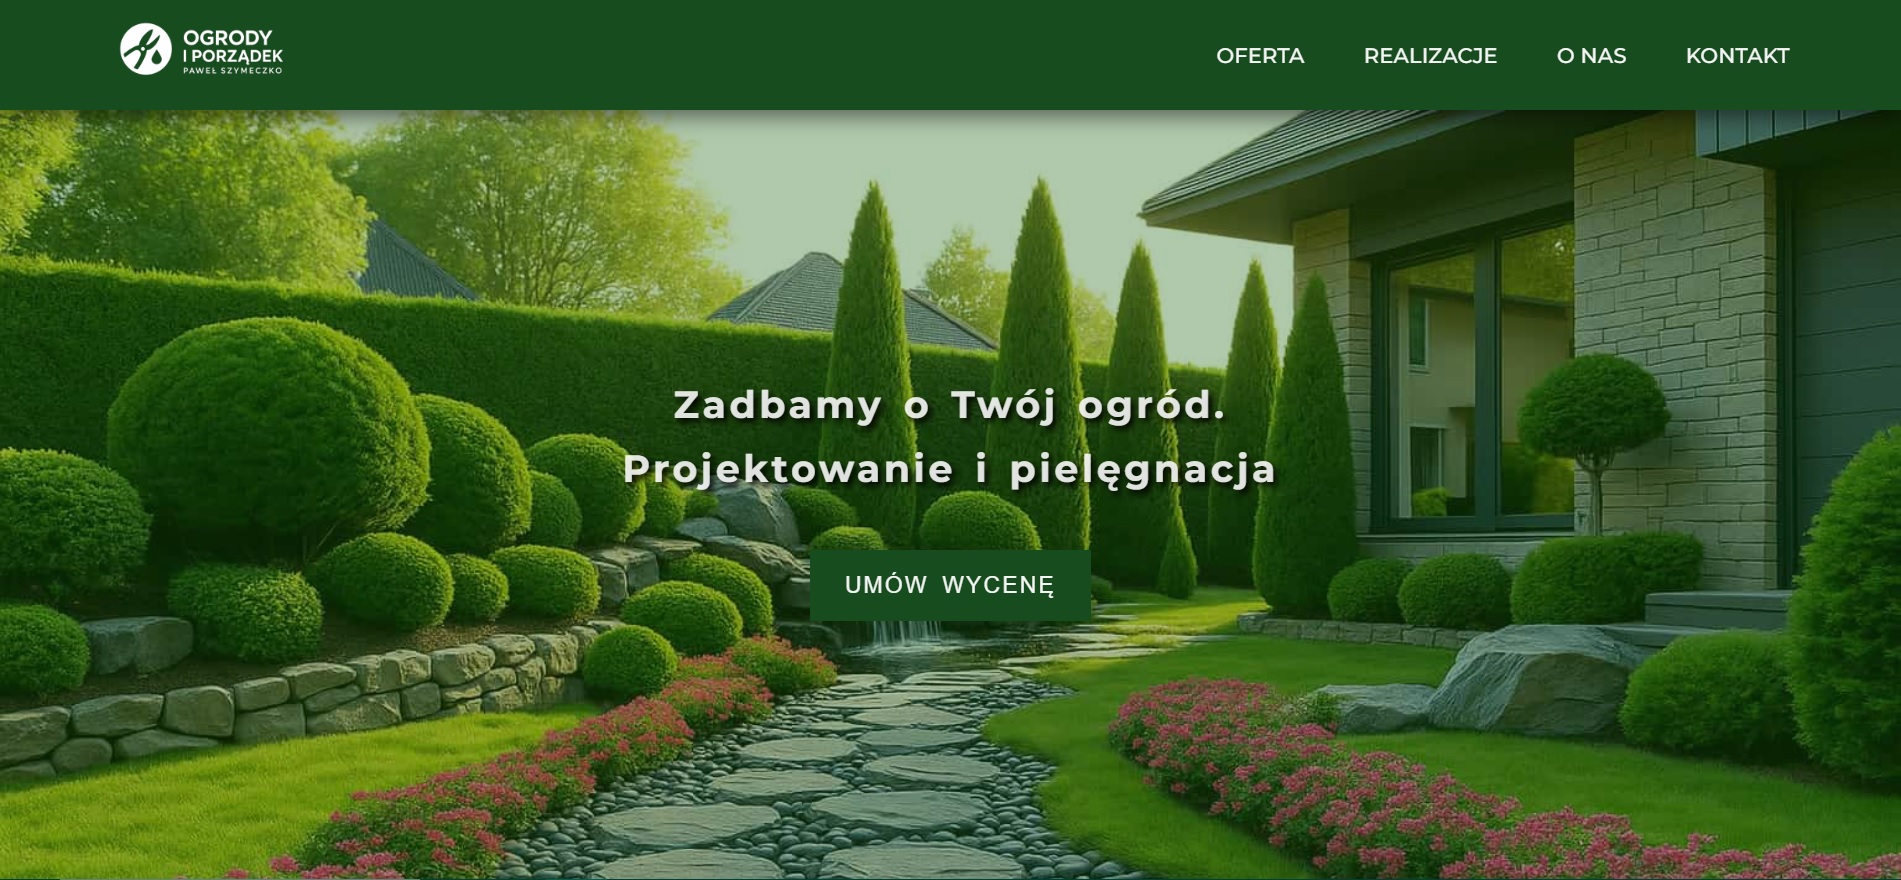 OGRODY
I PORZĄDEK
PAWEŁ SZYMECZKO
OFERTA REALIZACJE O NAS KONTAKT
Zadbamy o Twój ogród.
Projektowanie i pielęgnacja
UMÓW WYCENĘ